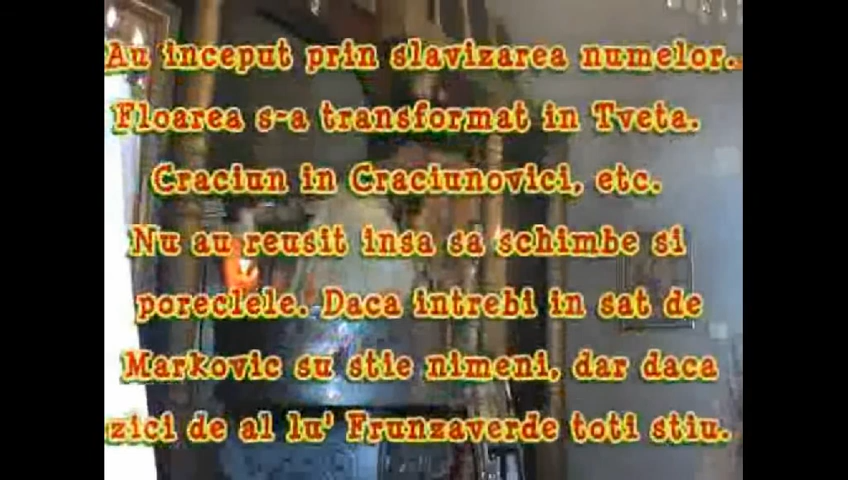 Au inceput prin slavizarea numelor.
Floarea s-a transformat in Tveta.
Craciun in Craciunovici, etc.
Nu au reusit insa sa schimbe si
poreclele. Daca intrebi in sat de
Markovic su stie nimeni, dar daca
zici de al lu' Frunzaverde toti stiu.